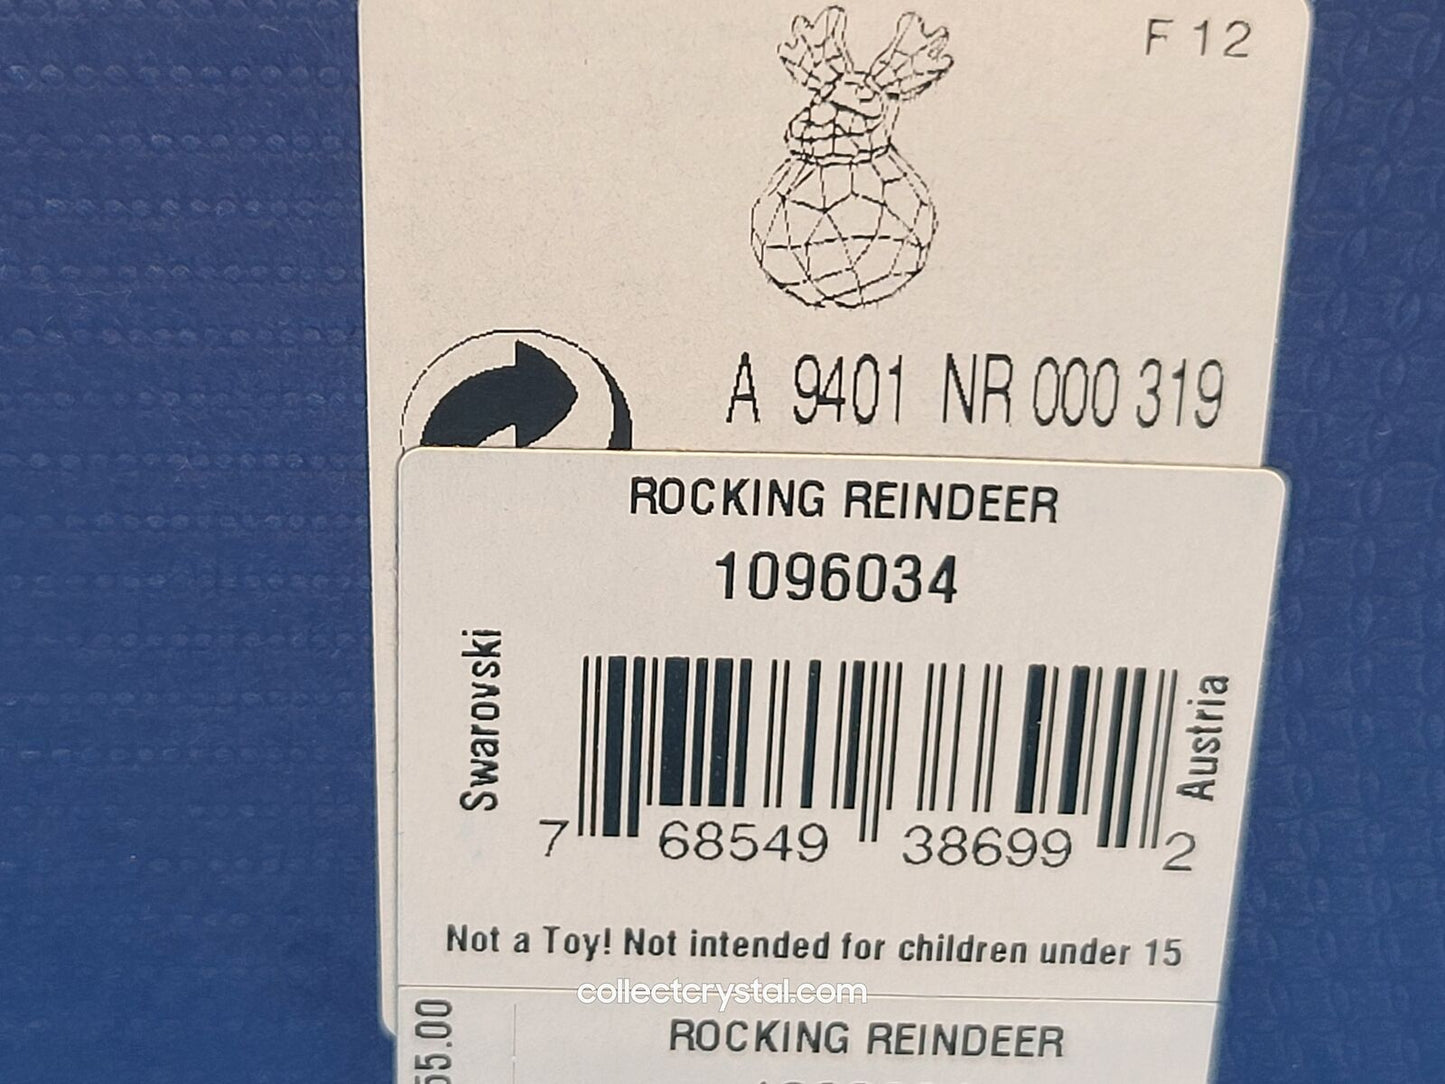 F 12
A 9401 NR 000 319
ROCKING REINDEER
1096034
Swarovski
Austria
7 68549 38699 2
Not a Toy! Not intended for children under 15
collectcrystal.com
55.00
ROCKING REINDEER